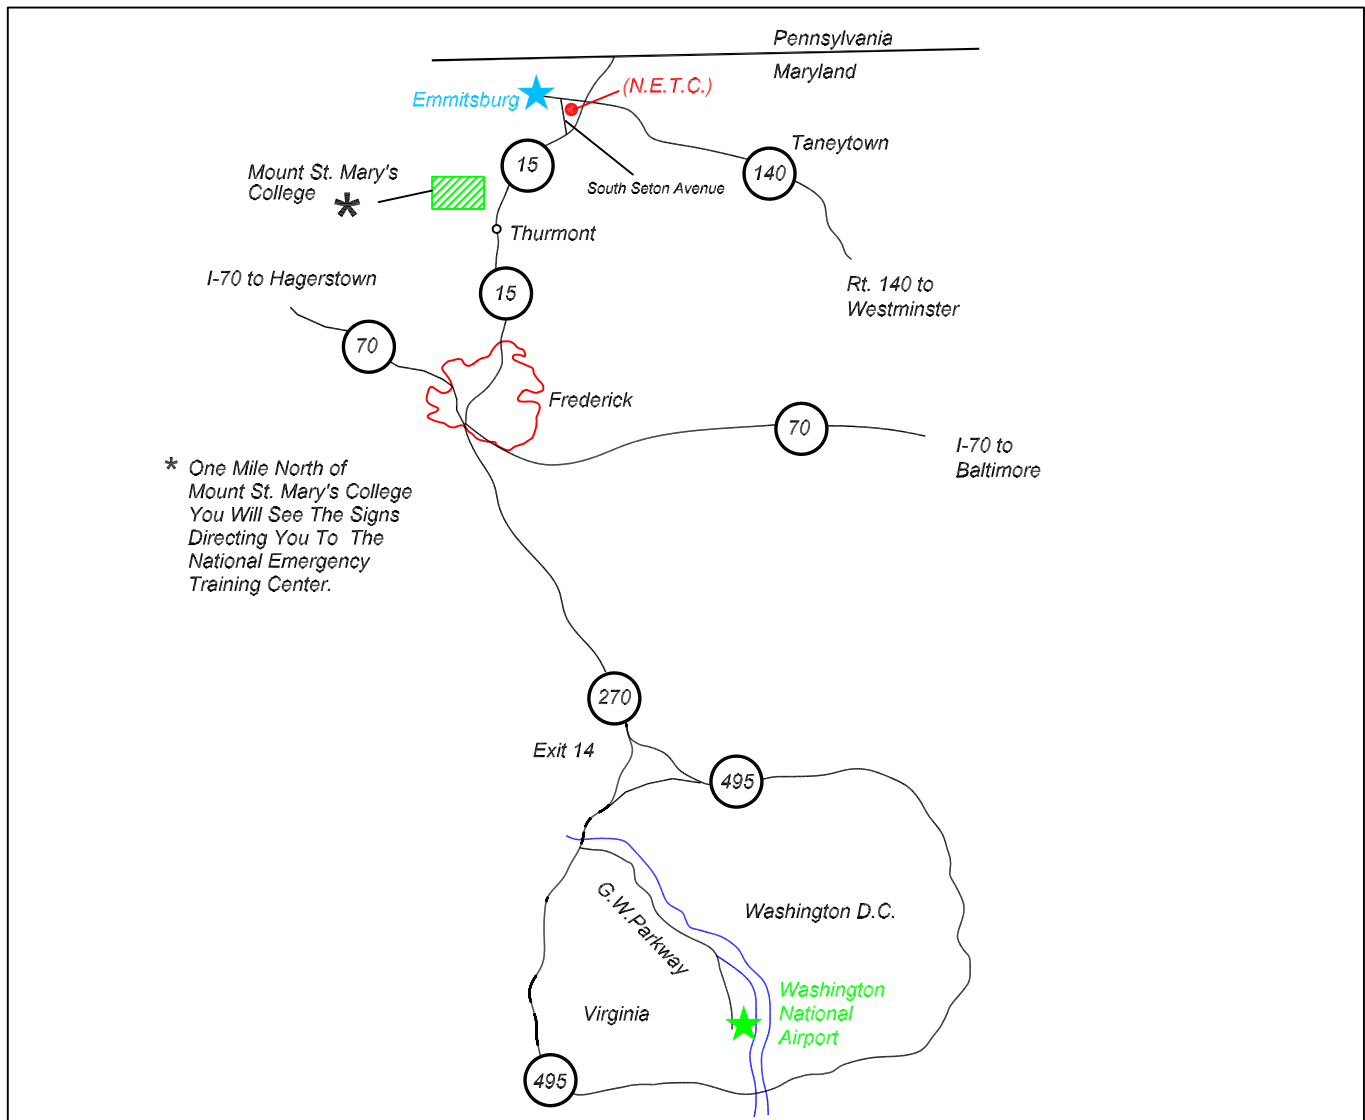 Pennsylvania
Maryland
(N.E.T.C.)
Emmitsburg
Taneytown
15
140
Mount St. Mary's
College
*
South Seton Avenue
Thurmont
I-70 to Hagerstown
Rt. 140 to
Westminster
15
70
Frederick
70
I-70 to
Baltimore
* One Mile North of
Mount St. Mary's College
You Will See The Signs
Directing You To The
National Emergency
Training Center.
270
Exit 14
495
G.W.Parkway
Washington D.C.
Washington
National
Airport
Virginia
495